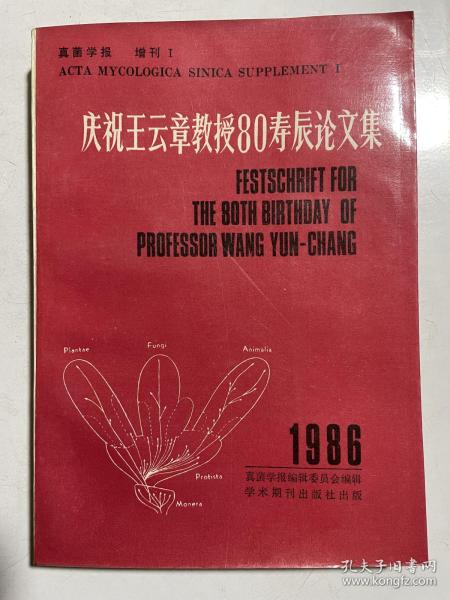 真菌学报 增刊 I
ACTA MYCOLOGICA SINICA SUPPLEMENT I
庆祝王云章教授80寿辰论文集
FESTSCHRIFT FOR
THE 80TH BIRTHDAY OF
PROFESSOR WANG YUN-CHANG
Plantae
Fungi
Animalia
Protista
Monera
1986
真菌学报编辑委员会编辑
学术期刊出版社出版
孔夫子旧书网
www.kongfz.com